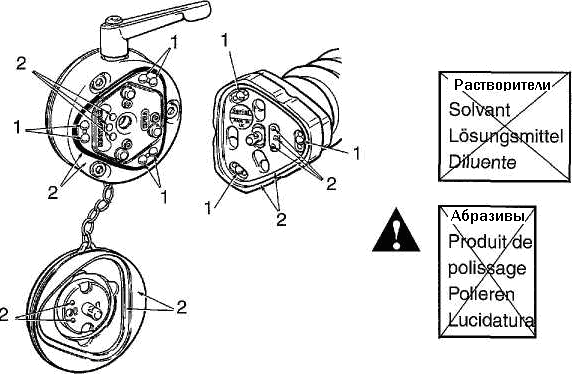 1
1
2
2
1
1
1
2
2
1
2
2
2
2
Растворители
Solvant
Lösungsmittel
Diluente
Абразивы
Produit de
polissage
Polieren
Lucidatura